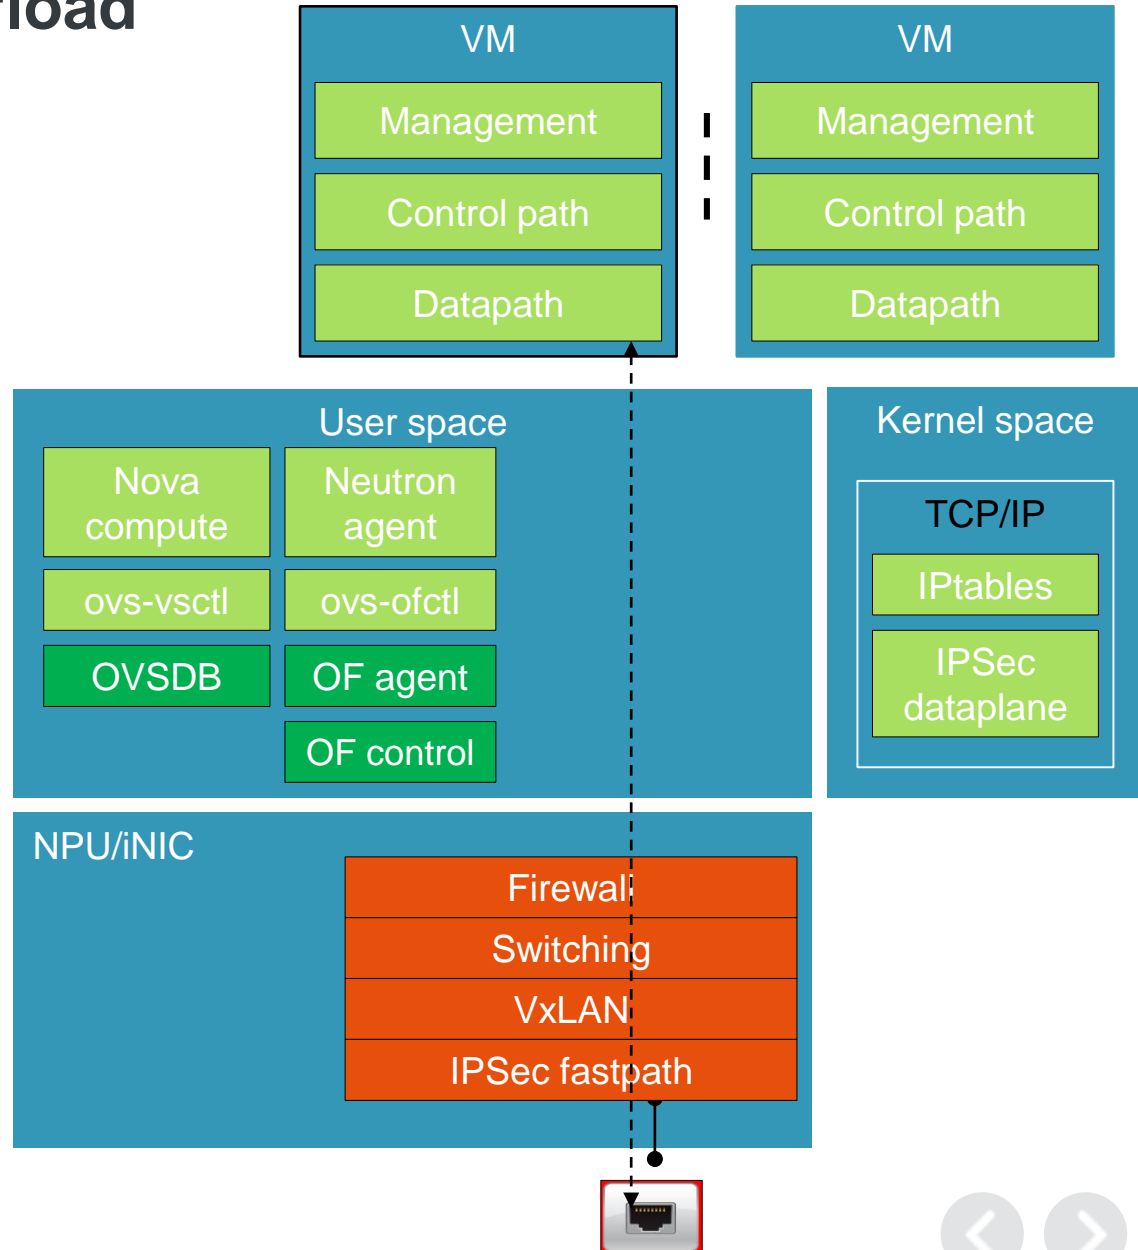 fload
VM
Management
Control path
Datapath
VM
Management
Control path
Datapath
User space
Nova
compute
Neutron
agent
ovs-vsctl
ovs-ofctl
OVSDB
OF agent
OF control
Kernel space
TCP/IP
IPtables
IPSec
dataplane
NPU/iNIC
Firewall
Switching
VxLAN
IPSec fastpath